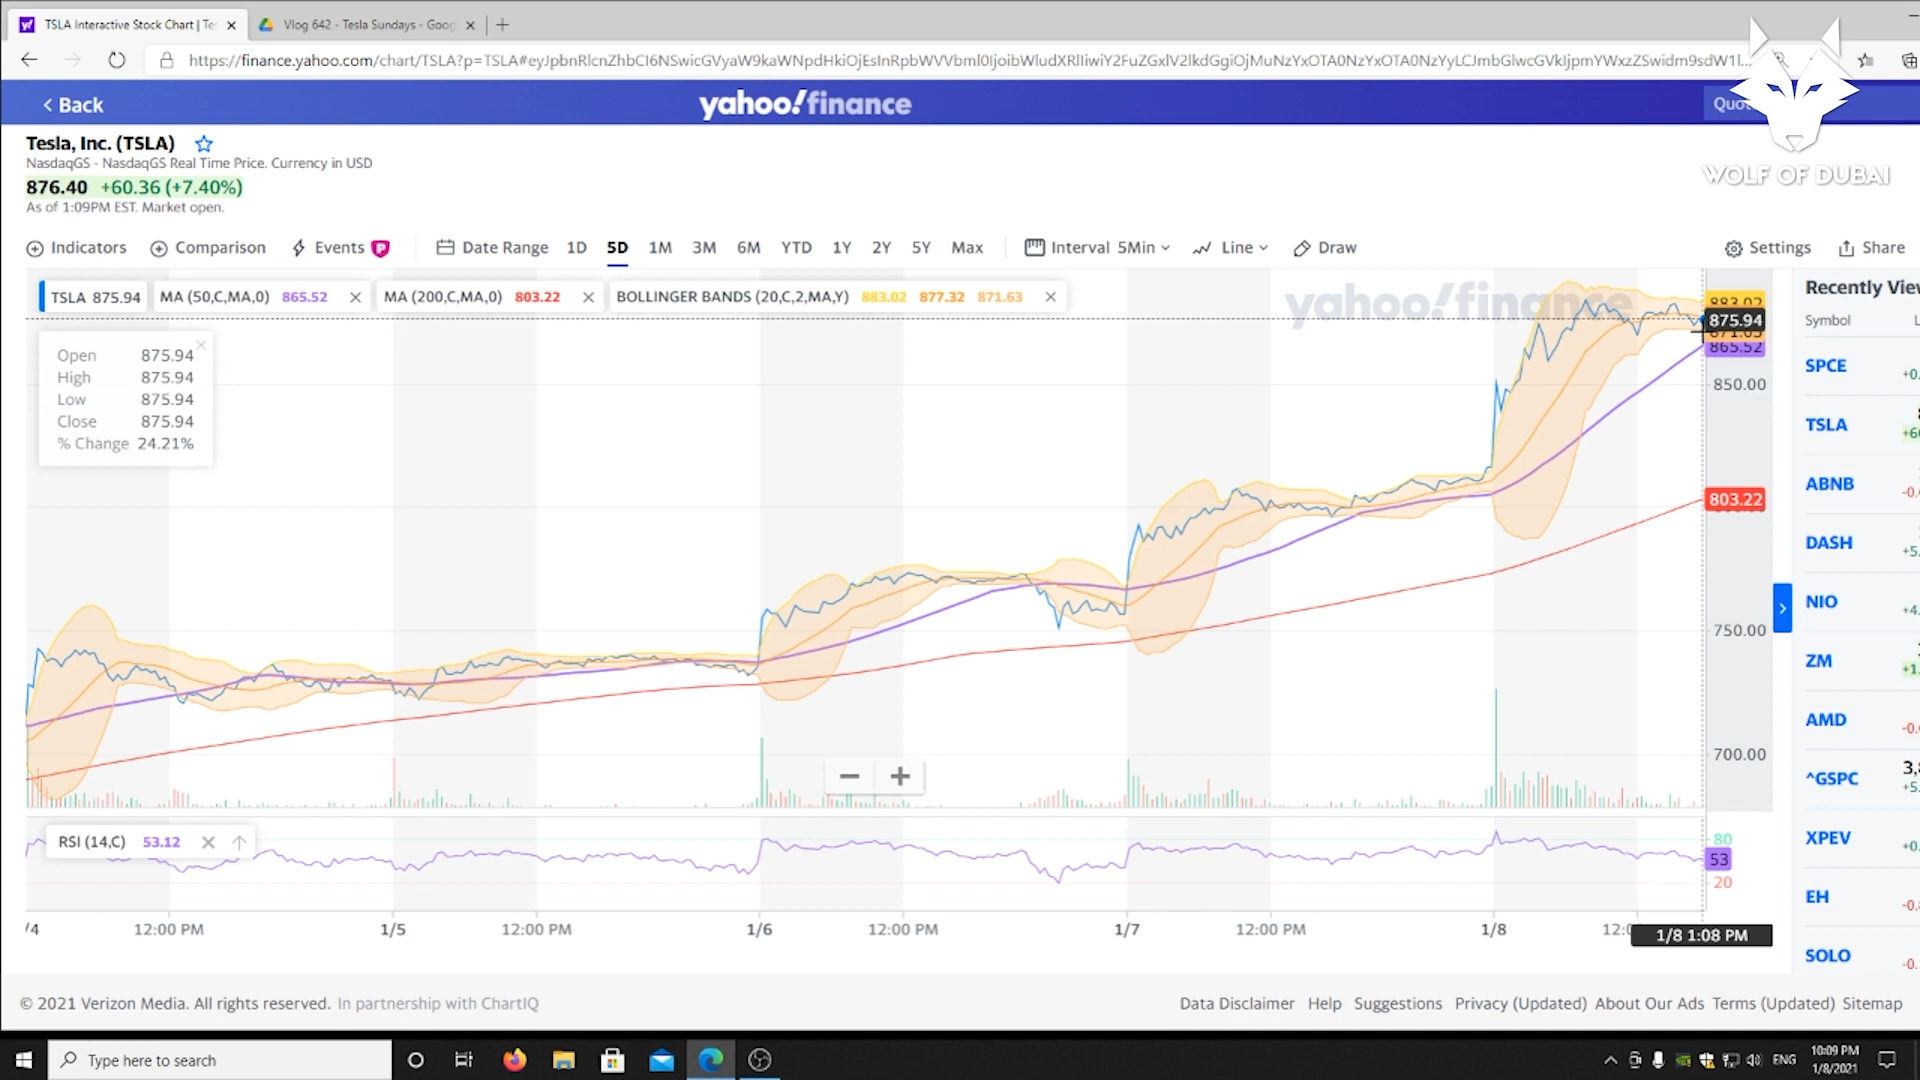 TSLA Interactive Stock Chart | Tes
Vlog 642 - Tesla Sundays - Goog
Back
yahoo!finance
WOLF OF DUBAI
Tesla, Inc. (TSLA)
NasdaqGS - NasdaqGS Real Time Price. Currency in USD
876.40 +60.36 (+7.40%)
As of 1:09PM EST. Market open.
Indicators Comparison Events Date Range 1D 5D 1M 3M 6M YTD 1Y 2Y 5Y Max Interval 5Min Line Draw Settings Share
TSLA 875.94 MA (50,C,MA,0) 865.52 MA (200,C,MA,0) 803.22 BOLLINGER BANDS (20,C,2,MA,Y) 883.02 877.32 871.63
yahoo!finance
Open 875.94
High 875.94
Low 875.94
Close 875.94
% Change 24.21%
883.02
875.94
865.52
850.00
803.22
750.00
700.00
Recently View
Symbol
SPCE
TSLA
ABNB
DASH
NIO
ZM
AMD
^GSPC
XPEV
EH
SOLO
RSI (14,C) 53.12
80
53
20
/4 12:00 PM 1/5 12:00 PM 1/6 12:00 PM 1/7 12:00 PM 1/8 1/8 1:08 PM
© 2021 Verizon Media. All rights reserved. In partnership with ChartIQ
Data Disclaimer Help Suggestions Privacy (Updated) About Our Ads Terms (Updated) Sitemap
Type here to search
ENG
10:09 PM
1/8/2021